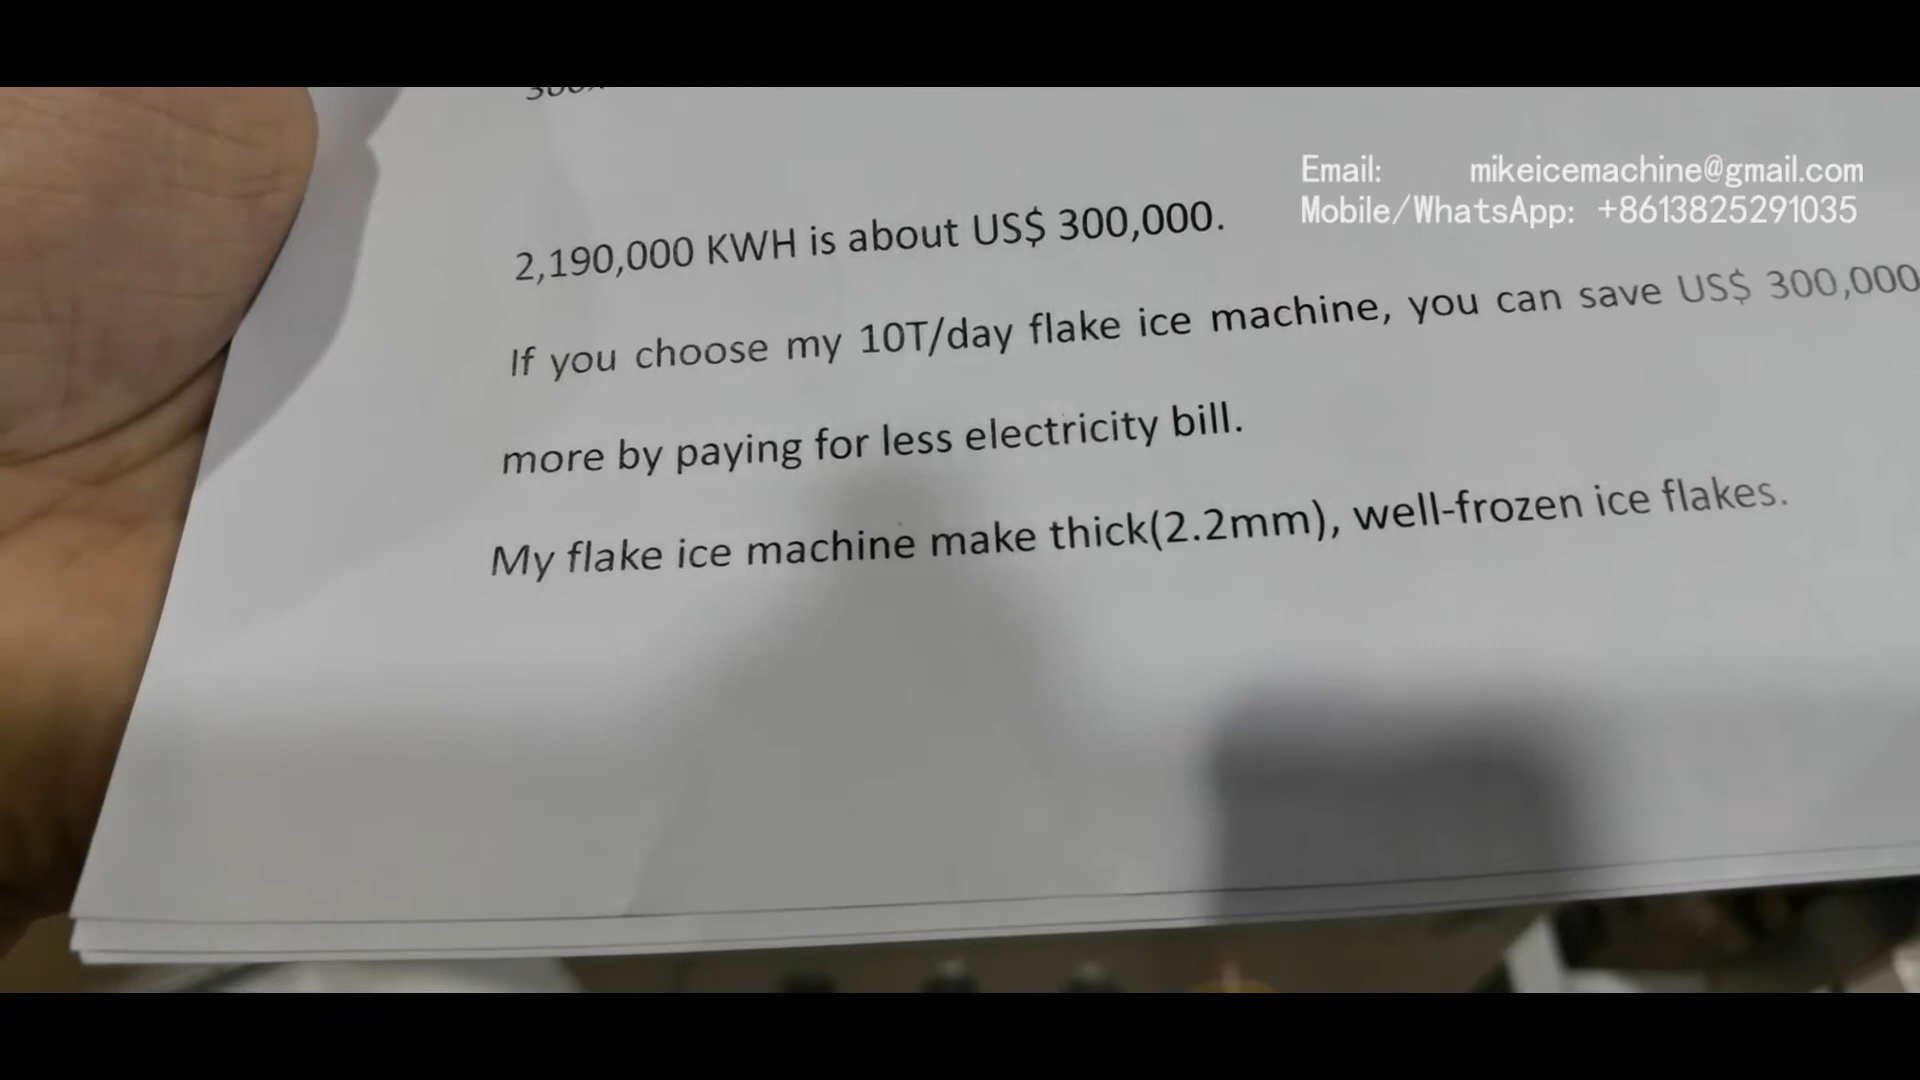 Email: mikeicemachine@gmail.com
Mobile/WhatsApp: +8613825291035
2,190,000 KWH is about US$ 300,000.
If you choose my 10T/day flake ice machine, you can save US$ 300,000
more by paying for less electricity bill.
My flake ice machine make thick(2.2mm), well-frozen ice flakes.